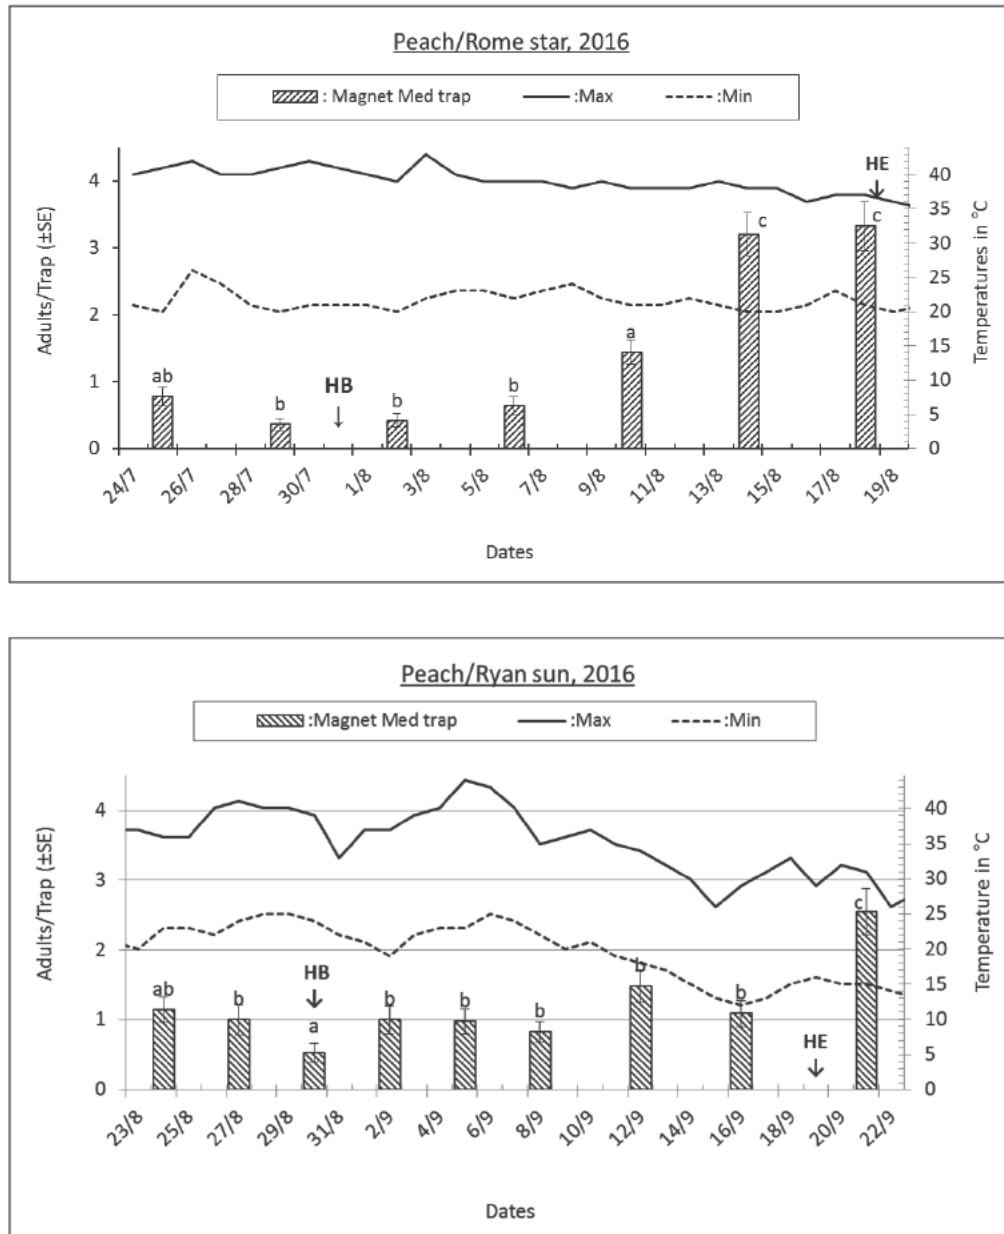 Peach/Rome star, 2016
: Magnet Med trap :Max :Min
Adults/Trap (±SE)
4
3
2
1
0
ab
b
HB
↓
b
b
a
c
c
HE
↓
40
35
30
25
20
15
10
5
0
Temperatures in °C
24/7 26/7 28/7 30/7 1/8 3/8 5/8 7/8 9/8 11/8 13/8 15/8 17/8 19/8
Dates
Peach/Ryan sun, 2016
:Magnet Med trap :Max :Min
Adults/Trap (±SE)
4
3
2
1
0
ab
b
HB
↓
a
b
b
b
b
b
HE
↓
c
40
35
30
25
20
15
10
5
0
Temperature in °C
23/8 25/8 27/8 29/8 31/8 2/9 4/9 6/9 8/9 10/9 12/9 14/9 16/9 18/9 20/9 22/9
Dates